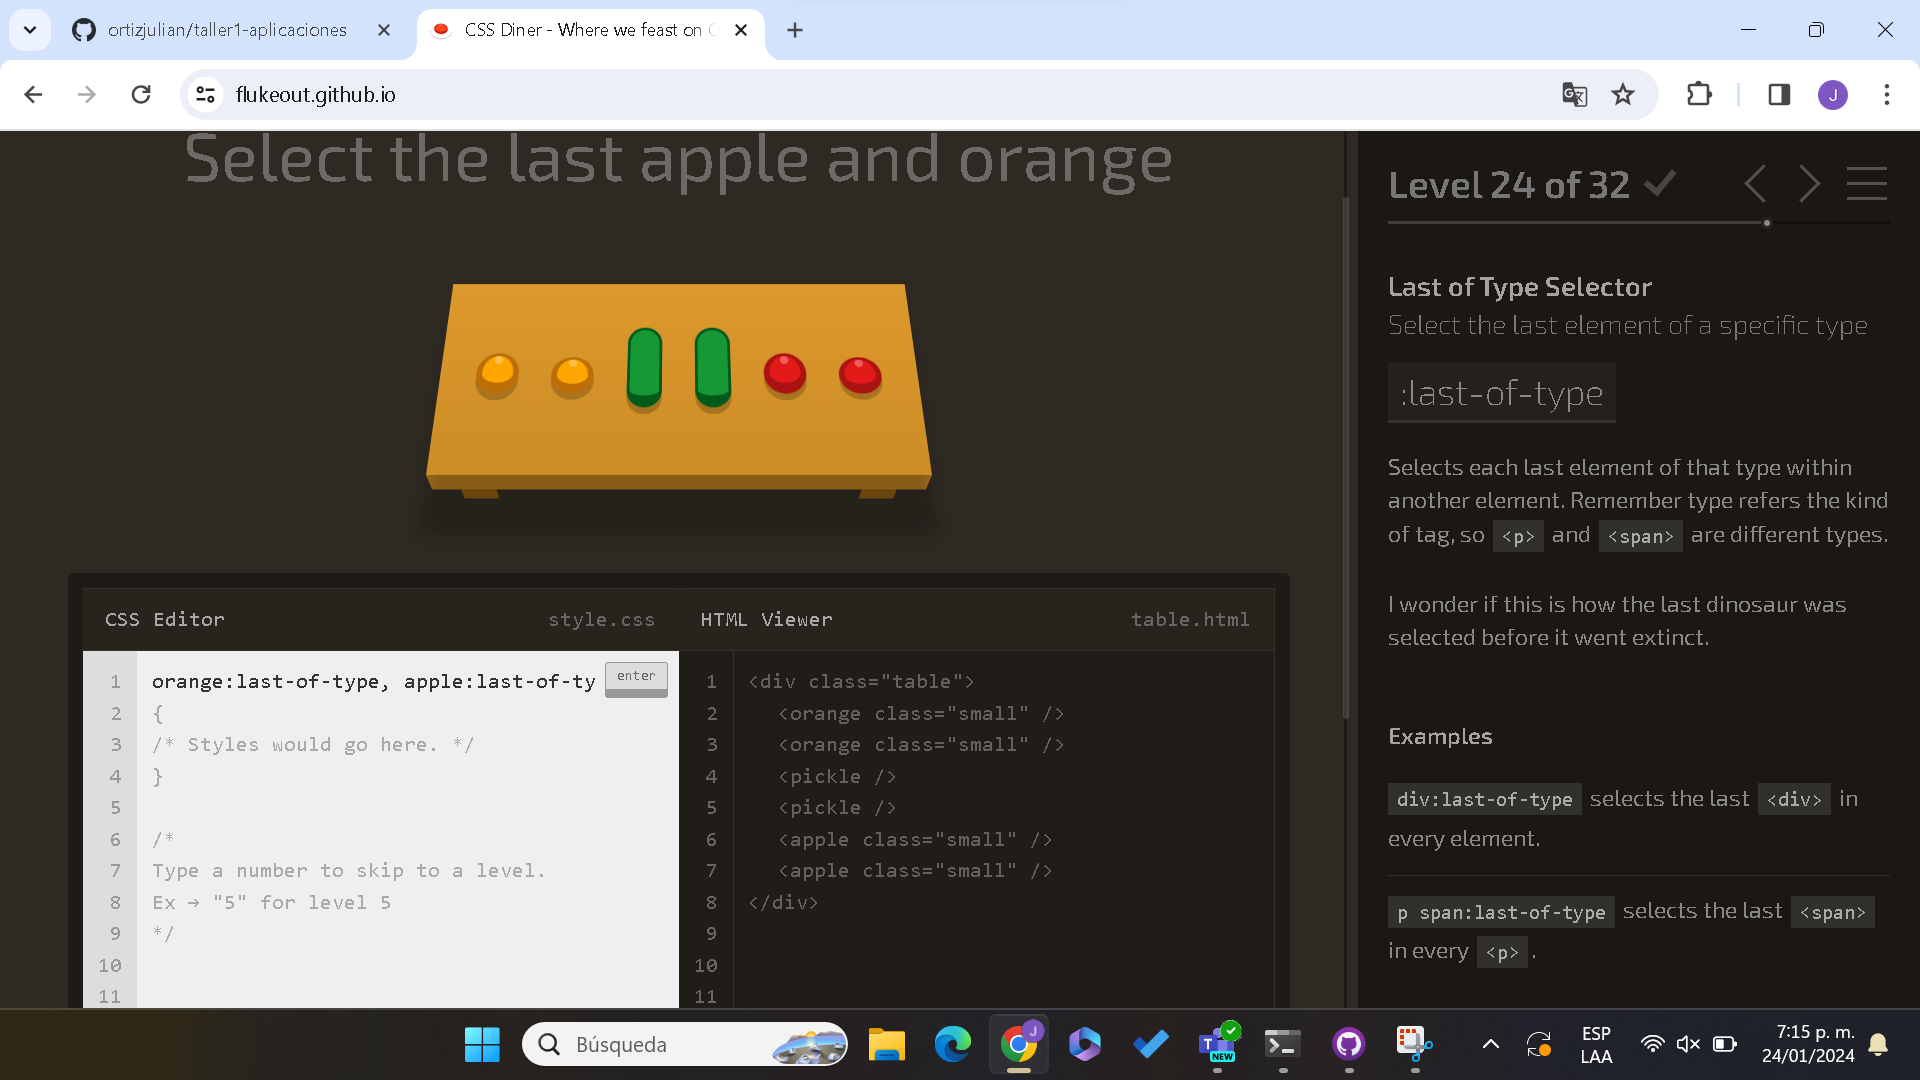 ortizjulian/taller1-aplicaciones
CSS Diner - Where we feast on
flukeout.github.io
J
Select the last apple and orange
Level 24 of 32
Last of Type Selector
Select the last element of a specific type
:last-of-type
Selects each last element of that type within
another element. Remember type refers the kind
of tag, so <p> and <span> are different types.
I wonder if this is how the last dinosaur was
selected before it went extinct.
Examples
div:last-of-type selects the last <div> in
every element.
p span:last-of-type selects the last <span>
in every <p> .
CSS Editor style.css
1 orange:last-of-type, apple:last-of-ty enter
2 {
3 /* Styles would go here. */
4 }
5
6 /*
7 Type a number to skip to a level.
8 Ex → "5" for level 5
9 */
10
11
HTML Viewer table.html
1 <div class="table">
2 <orange class="small" />
3 <orange class="small" />
4 <pickle />
5 <pickle />
6 <apple class="small" />
7 <apple class="small" />
8 </div>
9
10
11
Búsqueda
J
T
NEW
ESP
LAA
7:15 p. m.
24/01/2024